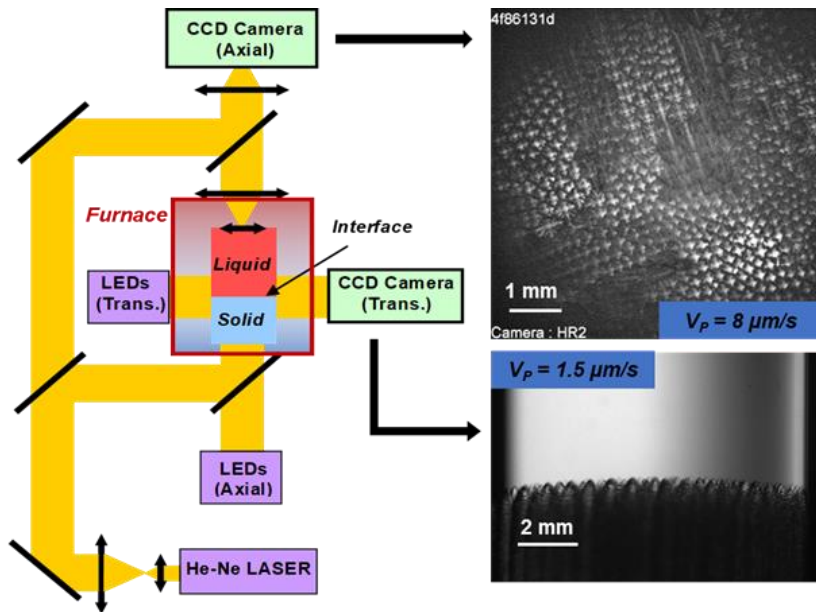 CCD Camera
(Axial)
Furnace
Interface
Liquid
LEDs
(Trans.)
CCD Camera
(Trans.)
Solid
LEDs
(Axial)
He-Ne LASER
4f86131d
1 mm
Camera : HR2
V_P = 8 µm/s
V_P = 1.5 µm/s
2 mm